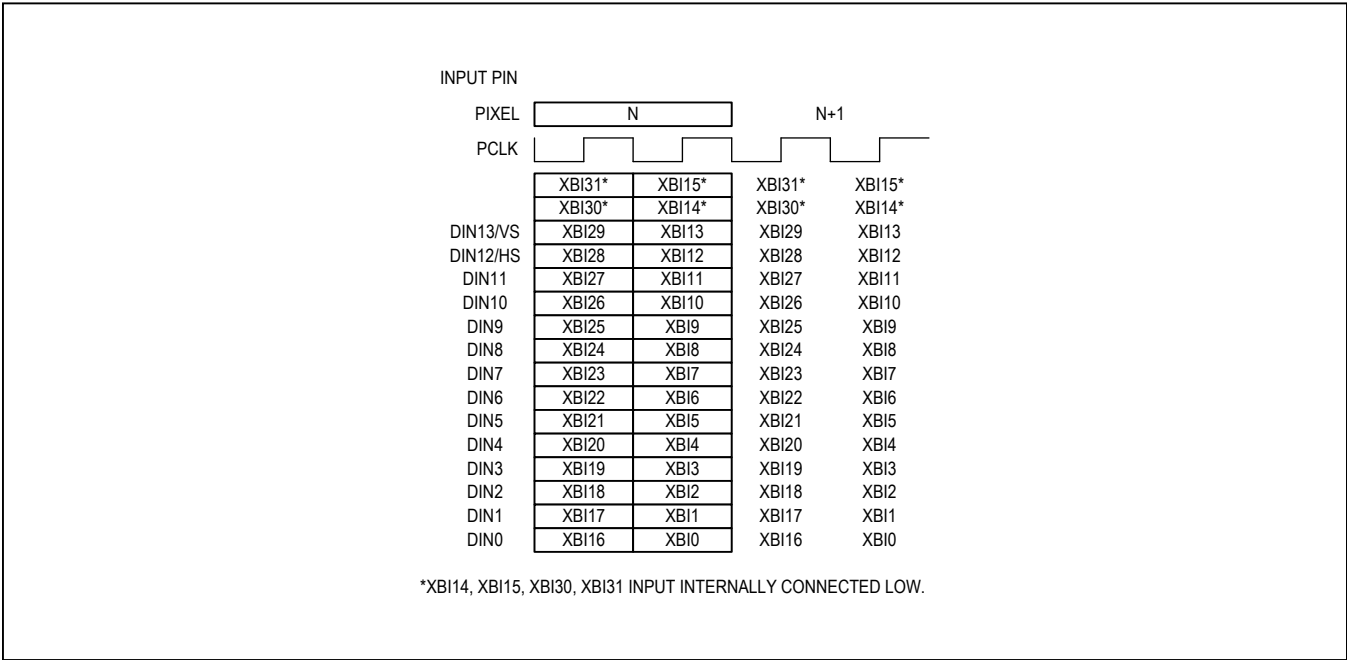 INPUT PIN
PIXEL N N+1
PCLK
XBI31* XBI15* XBI31* XBI15*
XBI30* XBI14* XBI30* XBI14*
DIN13/VS XBI29 XBI13 XBI29 XBI13
DIN12/HS XBI28 XBI12 XBI28 XBI12
DIN11 XBI27 XBI11 XBI27 XBI11
DIN10 XBI26 XBI10 XBI26 XBI10
DIN9 XBI25 XBI9 XBI25 XBI9
DIN8 XBI24 XBI8 XBI24 XBI8
DIN7 XBI23 XBI7 XBI23 XBI7
DIN6 XBI22 XBI6 XBI22 XBI6
DIN5 XBI21 XBI5 XBI21 XBI5
DIN4 XBI20 XBI4 XBI20 XBI4
DIN3 XBI19 XBI3 XBI19 XBI3
DIN2 XBI18 XBI2 XBI18 XBI2
DIN1 XBI17 XBI1 XBI17 XBI1
DIN0 XBI16 XBI0 XBI16 XBI0
*XBI14, XBI15, XBI30, XBI31 INPUT INTERNALLY CONNECTED LOW.